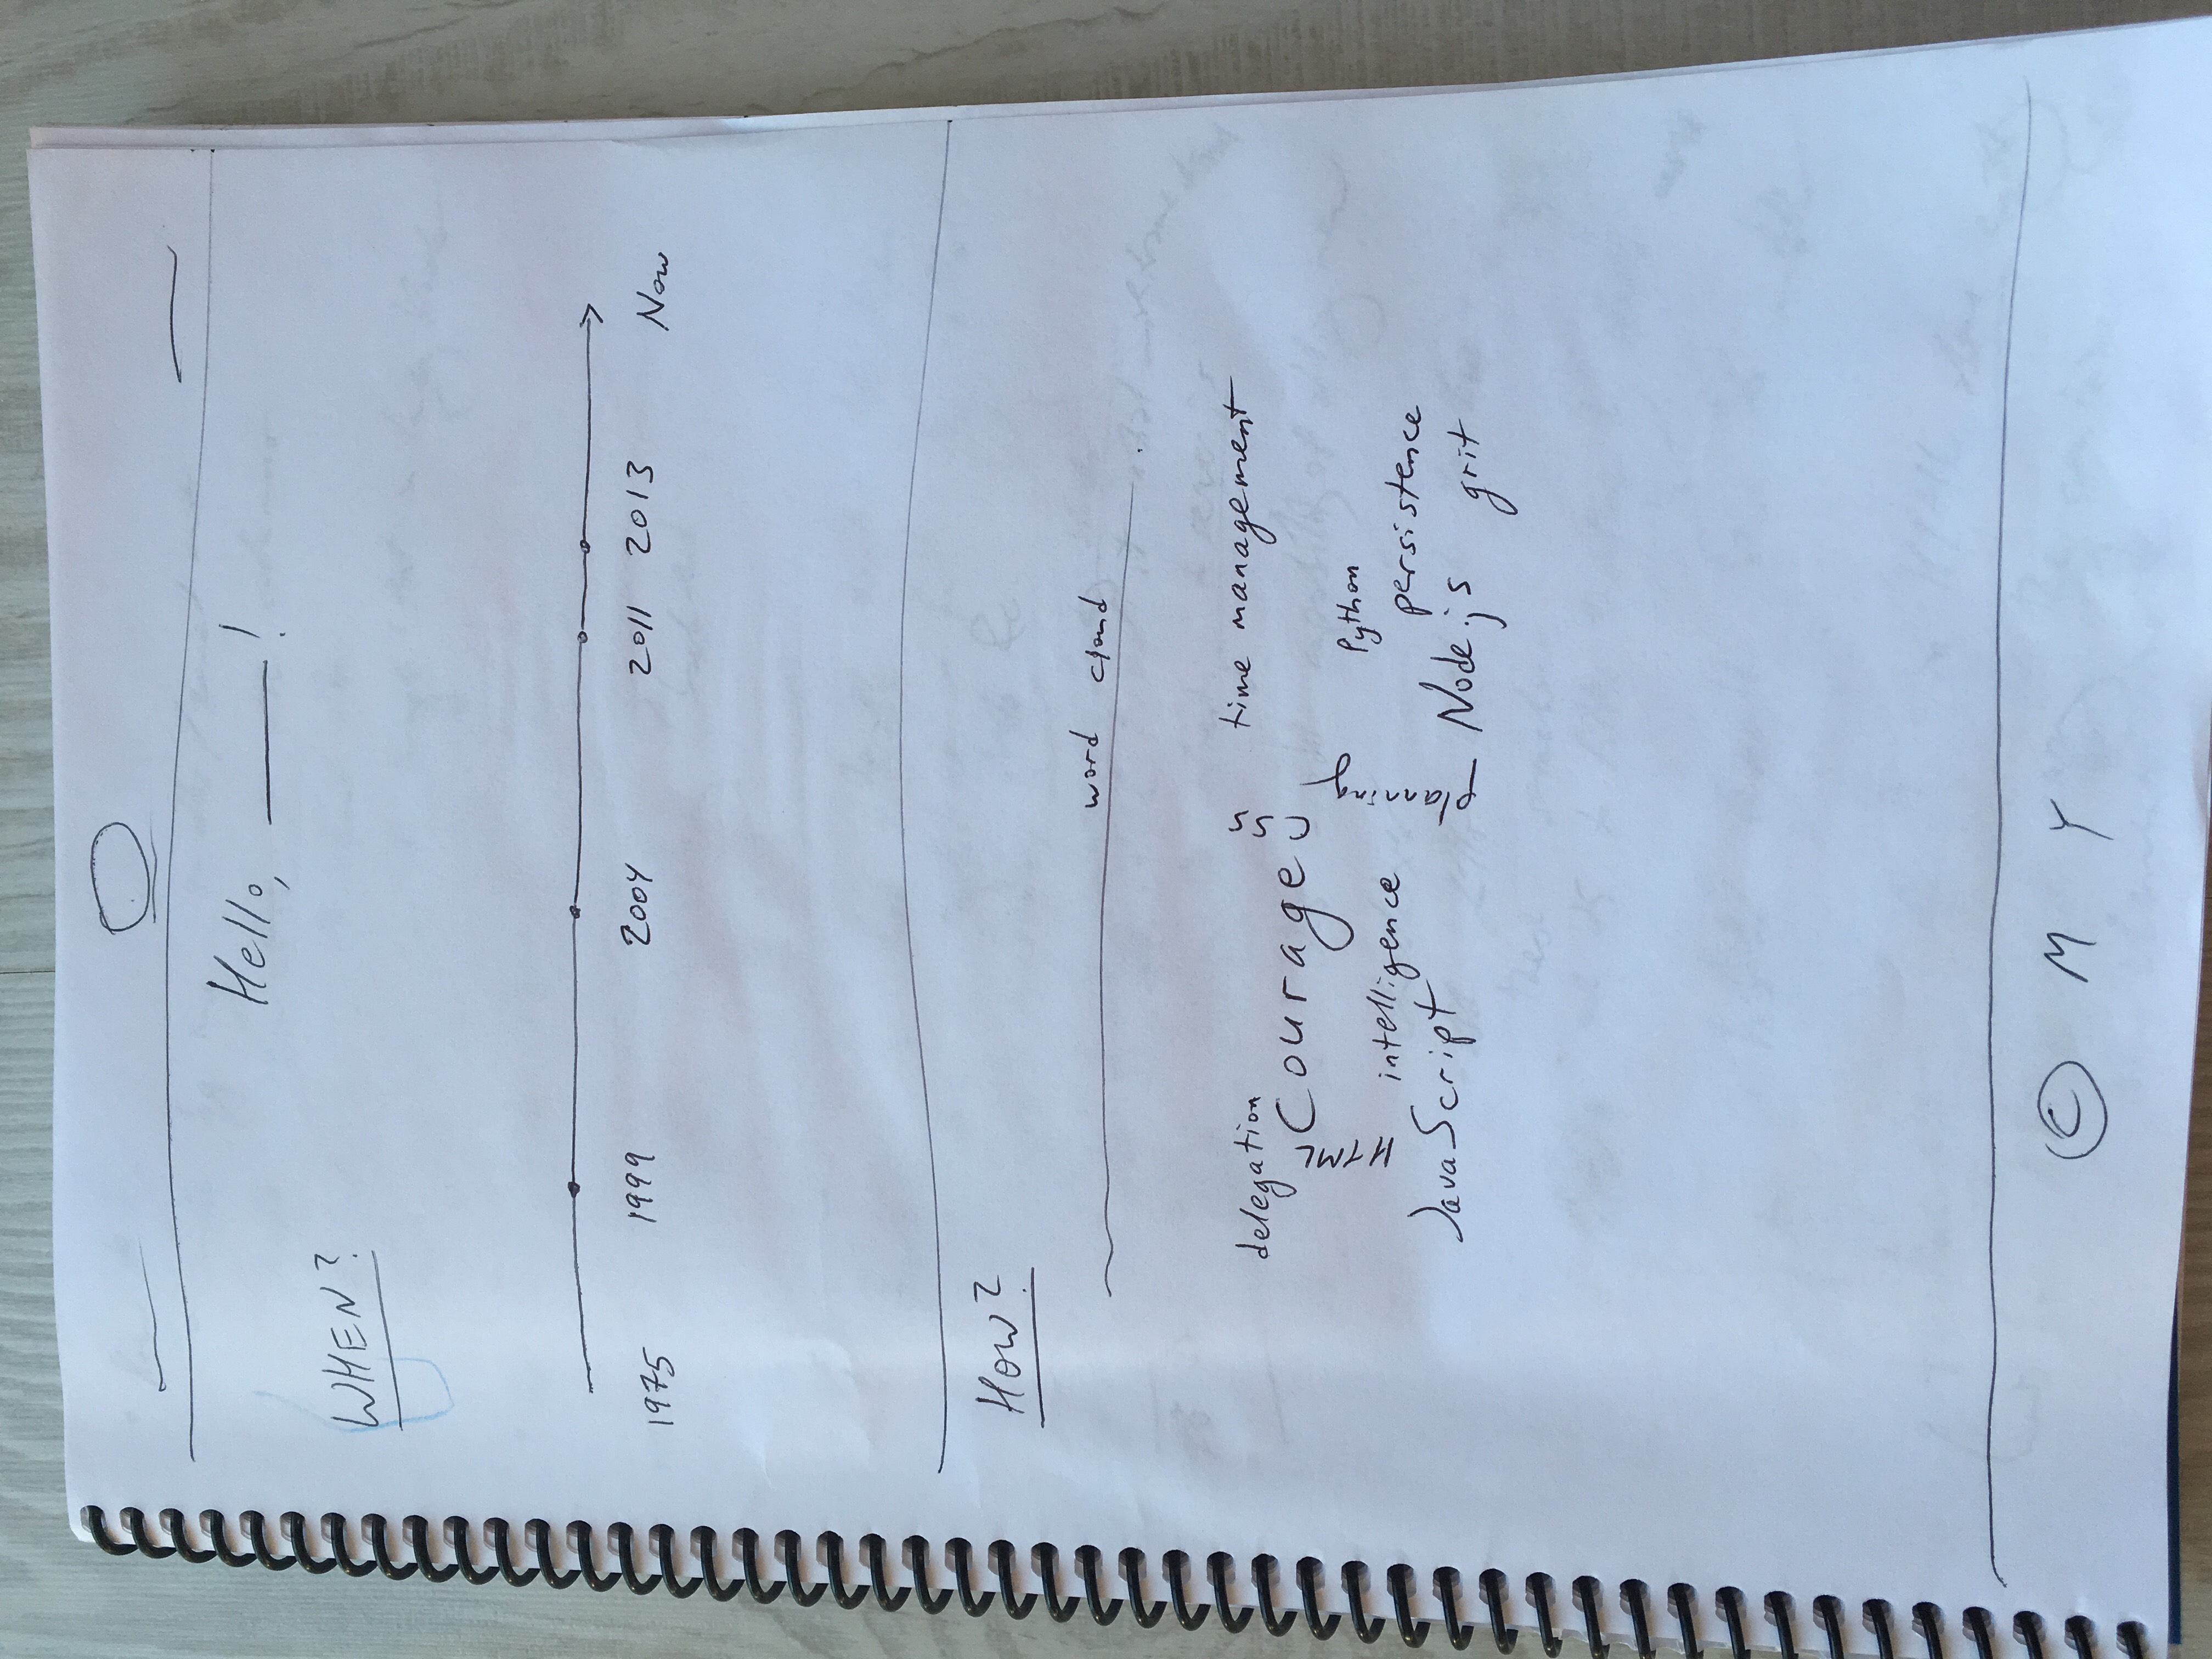 Hello, ______!
WHEN?
1975 1999 2004 2011 2013 Now
How?
word cloud
delegation
Courage
CSS
time management
HTML
intelligence
planning
Python
persistence
JavaScript
Node.js
grit
© M Y